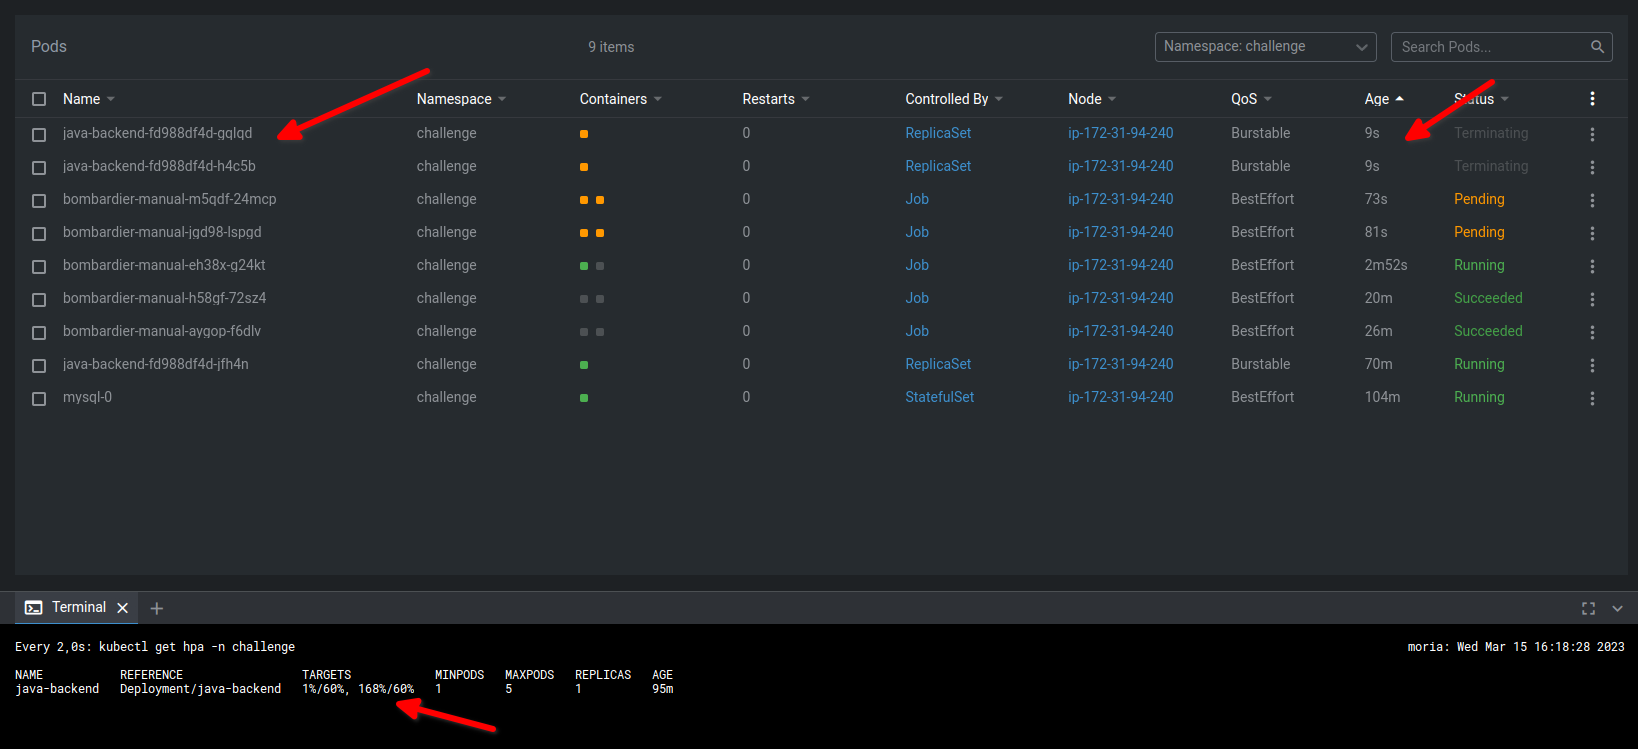 Pods 9 items Namespace: challenge Search Pods...
Name Namespace Containers Restarts Controlled By Node QoS Age Status
java-backend-fd988df4d-gqlqd challenge 0 ReplicaSet ip-172-31-94-240 Burstable 9s Terminating
java-backend-fd988df4d-h4c5b challenge 0 ReplicaSet ip-172-31-94-240 Burstable 9s Terminating
bombardier-manual-m5qdf-24mcp challenge 0 Job ip-172-31-94-240 BestEffort 73s Pending
bombardier-manual-jgd98-lspgd challenge 0 Job ip-172-31-94-240 BestEffort 81s Pending
bombardier-manual-eh38x-g24kt challenge 0 Job ip-172-31-94-240 BestEffort 2m52s Running
bombardier-manual-h58gf-72sz4 challenge 0 Job ip-172-31-94-240 BestEffort 20m Succeeded
bombardier-manual-aygop-f6dlv challenge 0 Job ip-172-31-94-240 BestEffort 26m Succeeded
java-backend-fd988df4d-jfh4n challenge 0 ReplicaSet ip-172-31-94-240 Burstable 70m Running
mysql-0 challenge 0 StatefulSet ip-172-31-94-240 BestEffort 104m Running
Terminal
Every 2,0s: kubectl get hpa -n challenge moria: Wed Mar 15 16:18:28 2023
NAME REFERENCE TARGETS MINPODS MAXPODS REPLICAS AGE
java-backend Deployment/java-backend 1%/60%, 168%/60% 1 5 1 95m